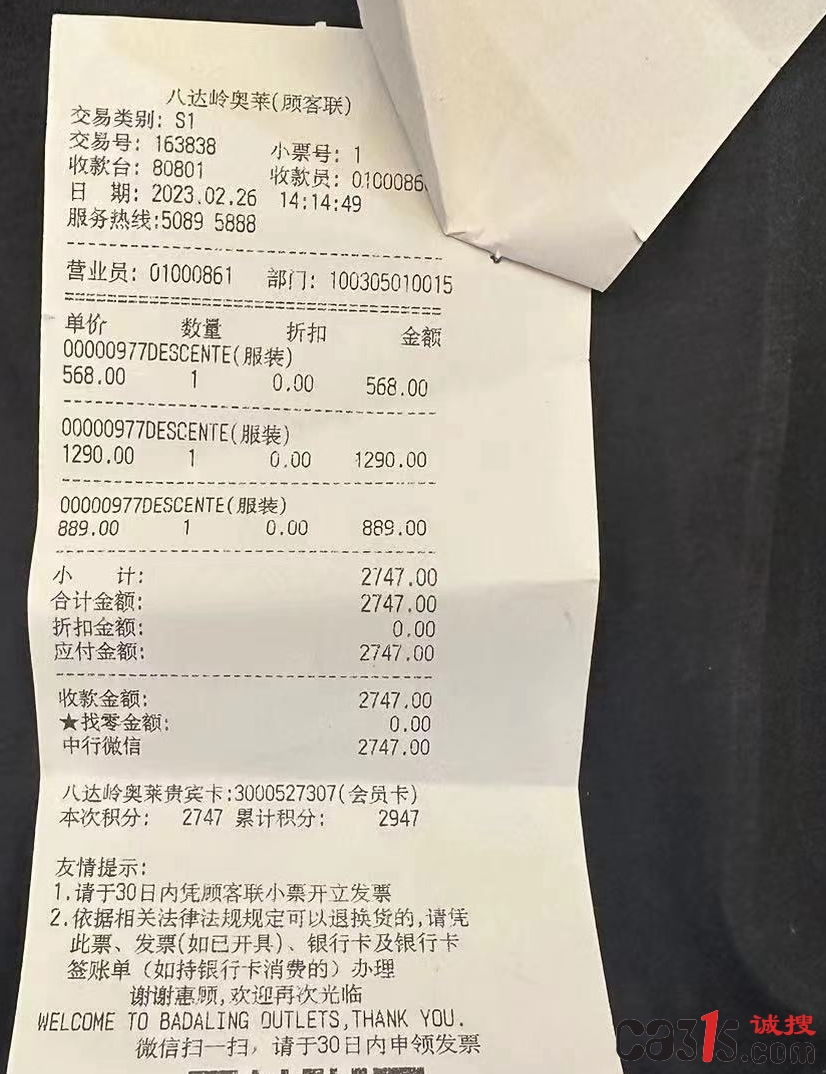 八达岭奥莱(顾客联)
交易类别: S1
交易号: 163838 小票号: 1
收款台: 80801 收款员: 0100086
日 期: 2023.02.26 14:14:49
服务热线:5089 5888
营业员: 01000861 部门: 100305010015
单价 数量 折扣 金额
00000977DESCENTE(服装)
568.00 1 0.00 568.00
00000977DESCENTE(服装)
1290.00 1 0.00 1290.00
00000977DESCENTE(服装)
889.00 1 0.00 889.00
小 计: 2747.00
合计金额: 2747.00
折扣金额: 0.00
应付金额: 2747.00
收款金额: 2747.00
★找零金额: 0.00
中行微信 2747.00
八达岭奥莱贵宾卡:3000527307(会员卡)
本次积分: 2747 累计积分: 2947
友情提示:
1.请于30日内凭顾客联小票开立发票
2.依据相关法律法规规定可以退换货的,请凭
此票、发票(如已开具)、银行卡及银行卡
签账单（如持银行卡消费的）办理
谢谢惠顾,欢迎再次光临
WELCOME TO BADALING OUTLETS,THANK YOU.
微信扫一扫，请于30日内申领发票
ca315 诚搜
.com